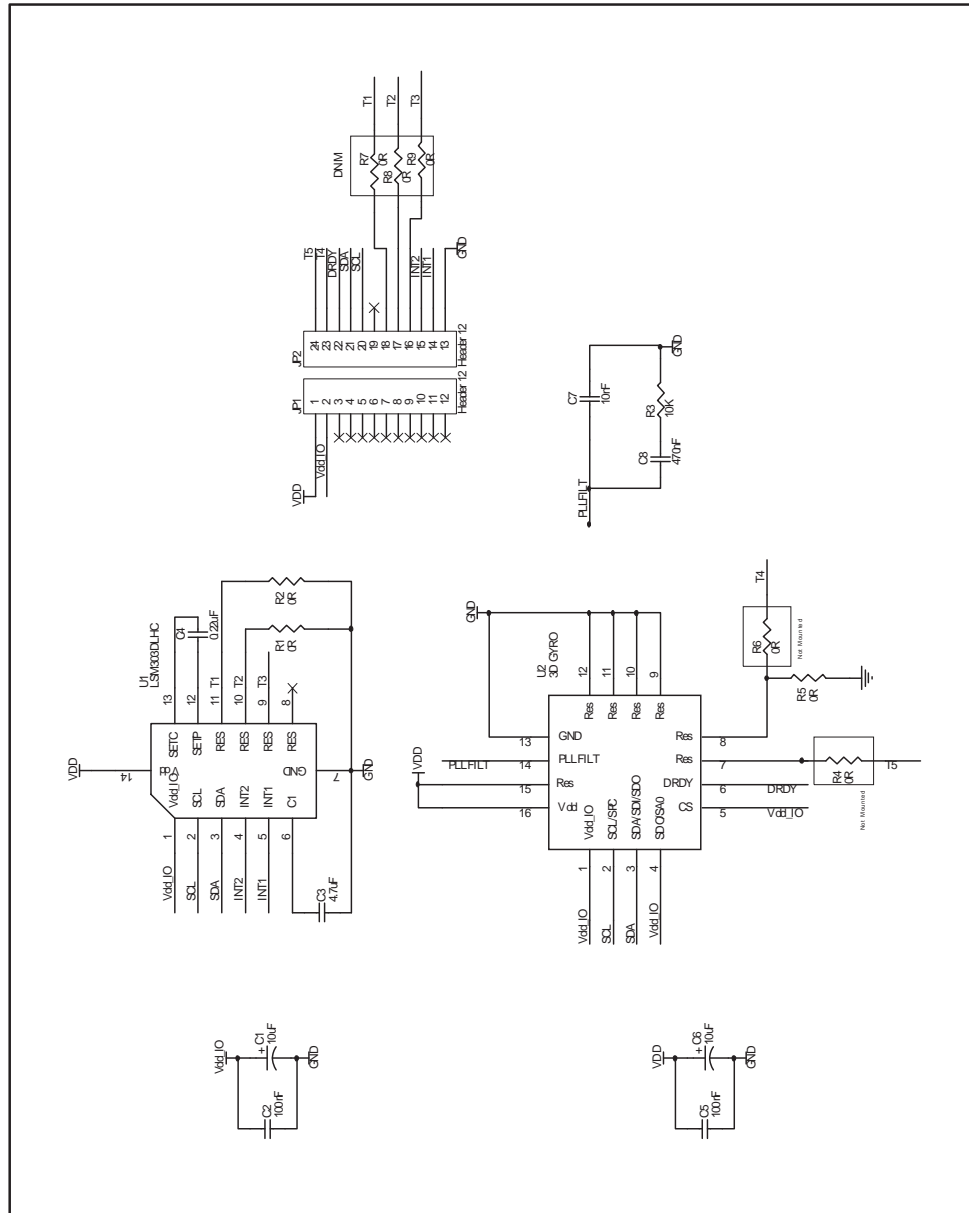 T1
T2
T3
DNM
R7
0R
R8
0R
R9
0R
T5
T4
DRDY
SDA
SCL
INT2
INT1
GND
JP2
24
23
22
21
20
19
18
17
16
15
14
13
Header 12
JP1
1
2
3
4
5
6
7
8
9
10
11
12
Header 12
VDD
Vdd_IO
C7
10nF
GND
R3
10K
C8
470nF
PLLFILT
U1
LSM303DLHC
C4
0.22uF
R2
0R
R1
0R
13
12
11
10
9
8
T1
T2
T3
VDD
14
Vdd
SETC
SETP
RES
RES
RES
RES
GND
7
GND
Vdd_IO
SCL
SDA
INT2
INT1
C1
1
2
3
4
5
6
Vdd_IO
SCL
SDA
INT2
INT1
C3
4.7uF
GND
U2
3D GYRO
12
11
10
9
Res
Res
Res
Res
VDD
PLLFILT
13
14
15
16
GND
PLLFILT
Res
Vdd
Res
Res
DRDY
CS
8
7
6
5
DRDY
Vdd_IO
Vdd_IO
SCL/SPC
SDA/SDI/SDO
SDO/SA0
1
2
3
4
Vdd_IO
SCL
SDA
Vdd_IO
T4
R6
0R
Not Mounted
R5
0R
R4
0R
T5
Not Mounted
Vdd_IO
C1
+
10uF
C2
100nF
GND
VDD
C6
+
10uF
C5
100nF
GND